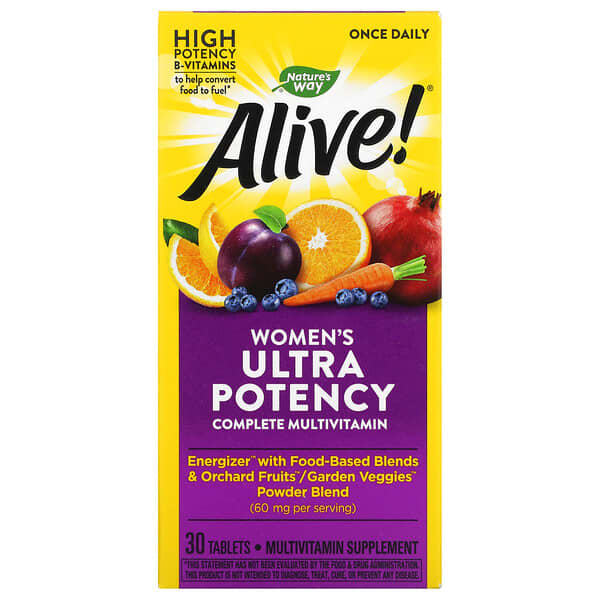 HIGH
POTENCY
B-VITAMINS
to help convert
food to fuel*
ONCE DAILY
Nature's
WAY®
Alive!®
WOMEN'S
ULTRA
POTENCY
COMPLETE MULTIVITAMIN
Energizer™ with Food-Based Blends
& Orchard Fruits™/Garden Veggies™
Powder Blend
(60 mg per serving)
30 TABLETS • MULTIVITAMIN SUPPLEMENT
*THIS STATEMENT HAS NOT BEEN EVALUATED BY THE FOOD & DRUG ADMINISTRATION.
THIS PRODUCT IS NOT INTENDED TO DIAGNOSE, TREAT, CURE, OR PREVENT ANY DISEASE.